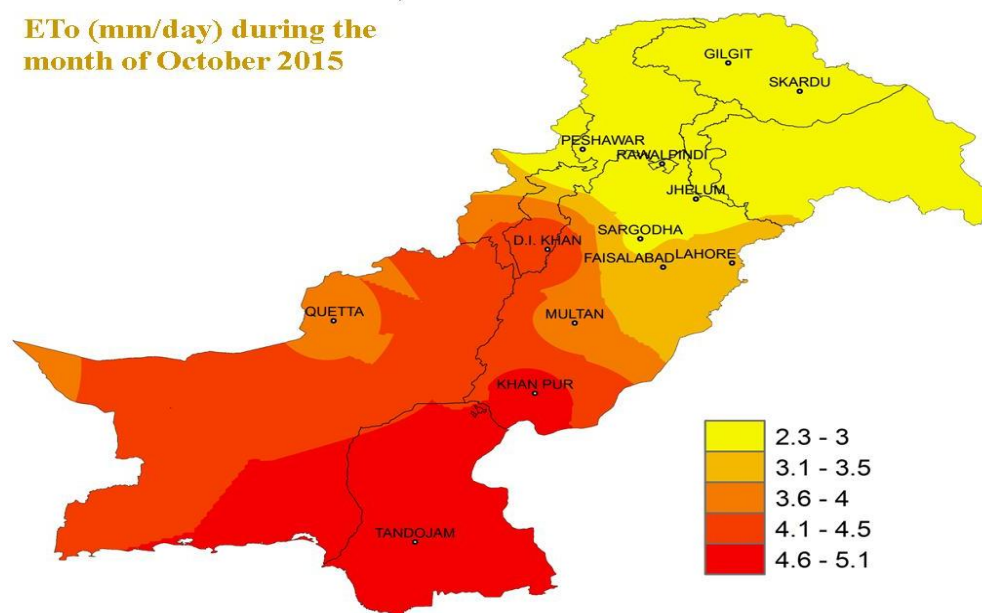 ETo (mm/day) during the
month of October 2015
GILGIT
SKARDU
PESHAWAR
RAWALPINDI
JHELUM
SARGODHA
D.I. KHAN
FAISALABAD
LAHORE
QUETTA
MULTAN
KHAN PUR
TANDOJAM
2.3 - 3
3.1 - 3.5
3.6 - 4
4.1 - 4.5
4.6 - 5.1